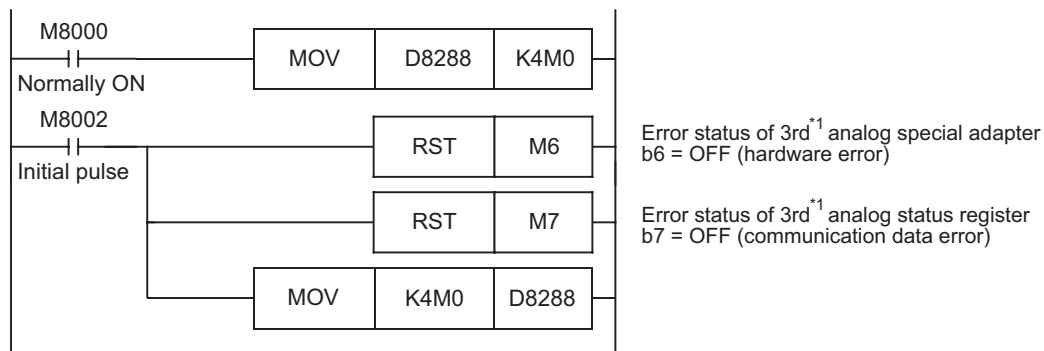 M8000
MOV D8288 K4M0
Normally ON
M8002
RST M6
Initial pulse
Error status of 3rd*1 analog special adapter
b6 = OFF (hardware error)
RST M7
Error status of 3rd*1 analog status register
b7 = OFF (communication data error)
MOV K4M0 D8288